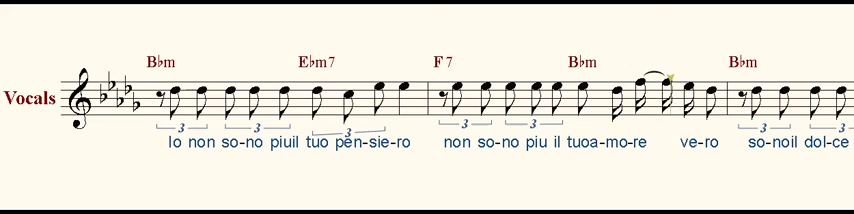 B♭m E♭m7 F7 B♭m B♭m
Vocals
3 3 3 3 3 3 3
Io non so-no piuil tuo pen-sie-ro non so-no piu il tuoa-mo-re ve-ro so-noil dol-ce